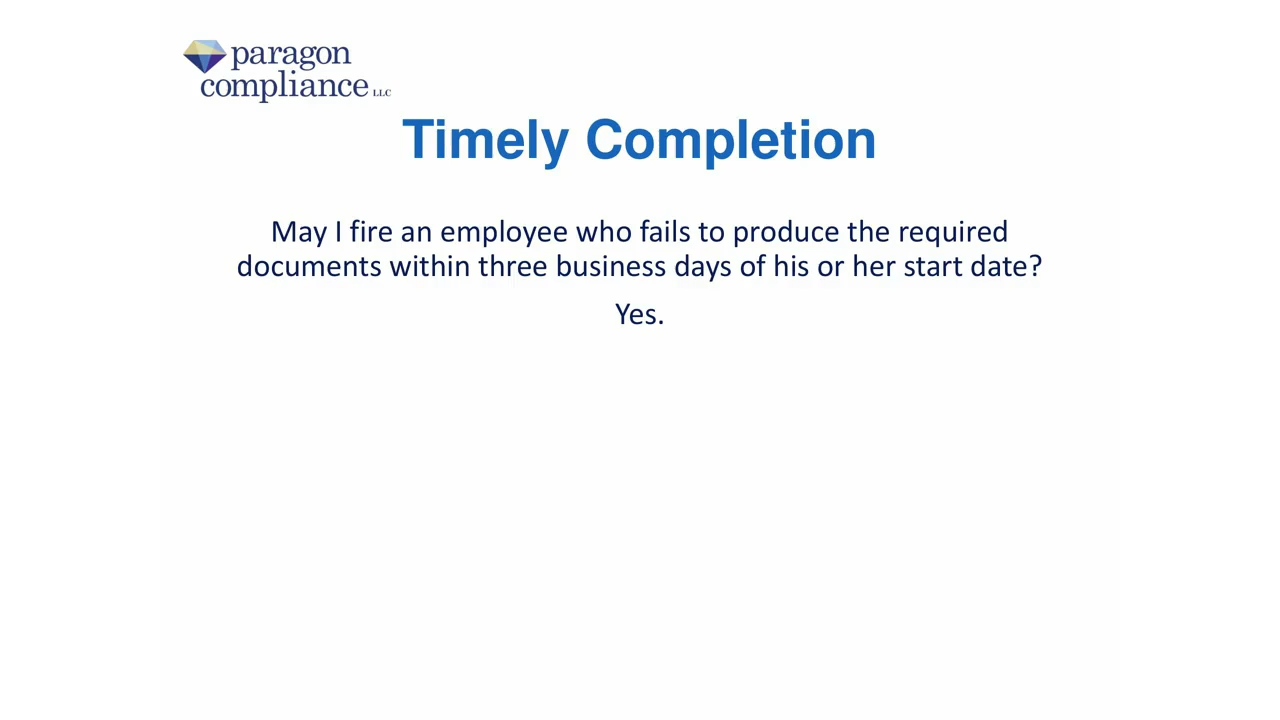 paragon
compliance LLC
Timely Completion
May I fire an employee who fails to produce the required
documents within three business days of his or her start date?
Yes.